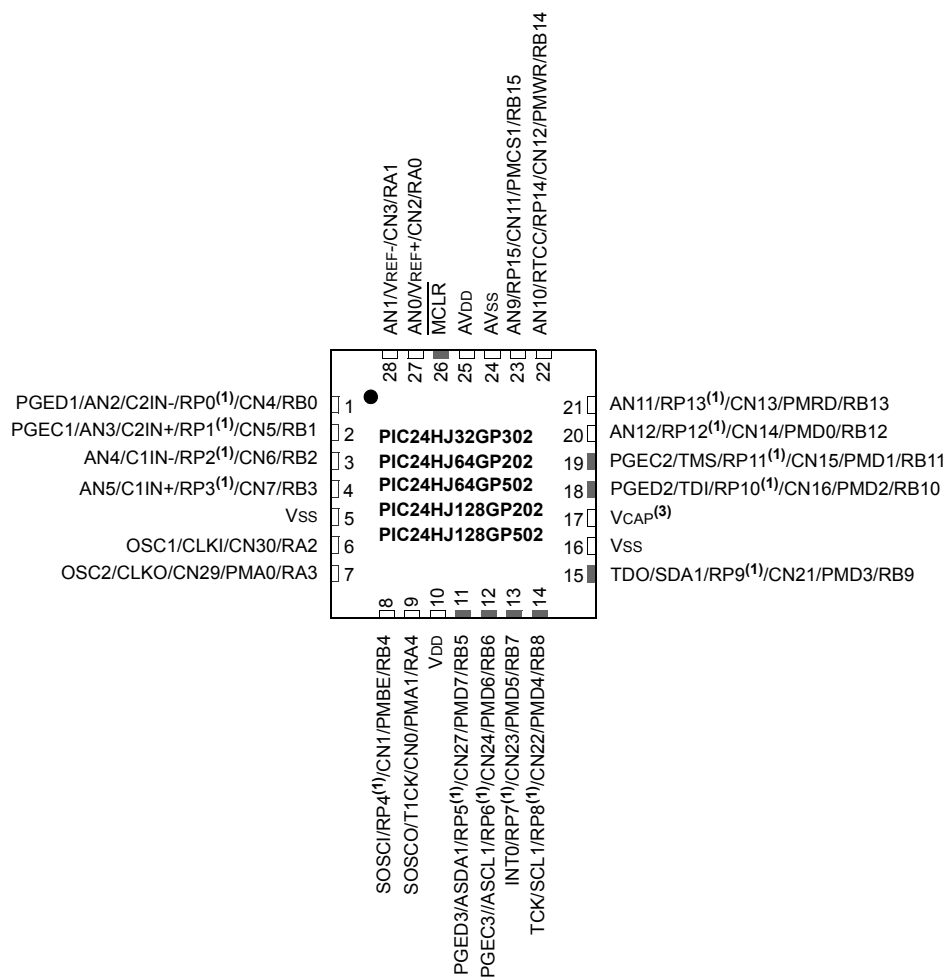 AN1/VREF-/CN3/RA1
AN0/VREF+/CN2/RA0
MCLR
AVDD
AVSS
AN9/RP15/CN11/PMCS1/RB15
AN10/RTCC/RP14/CN12/PMWR/RB14
28 27 26 25 24 23 22
PGED1/AN2/C2IN-/RP0(1)/CN4/RB0 1
PGEC1/AN3/C2IN+/RP1(1)/CN5/RB1 2
AN4/C1IN-/RP2(1)/CN6/RB2 3
AN5/C1IN+/RP3(1)/CN7/RB3 4
VSS 5
OSC1/CLKI/CN30/RA2 6
OSC2/CLKO/CN29/PMA0/RA3 7
PIC24HJ32GP302
PIC24HJ64GP202
PIC24HJ64GP502
PIC24HJ128GP202
PIC24HJ128GP502
21 AN11/RP13(1)/CN13/PMRD/RB13
20 AN12/RP12(1)/CN14/PMD0/RB12
19 PGEC2/TMS/RP11(1)/CN15/PMD1/RB11
18 PGED2/TDI/RP10(1)/CN16/PMD2/RB10
17 VCAP(3)
16 VSS
15 TDO/SDA1/RP9(1)/CN21/PMD3/RB9
8 9 10 11 12 13 14
SOSCI/RP4(1)/CN1/PMBE/RB4
SOSCO/T1CK/CN0/PMA1/RA4
VDD
PGED3/ASDA1/RP5(1)/CN27/PMD7/RB5
PGEC3//ASCL1/RP6(1)/CN24/PMD6/RB6
INT0/RP7(1)/CN23/PMD5/RB7
TCK/SCL1/RP8(1)/CN22/PMD4/RB8